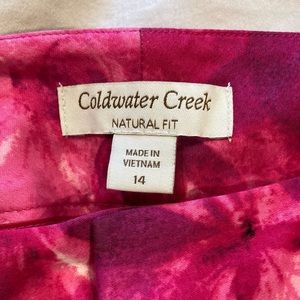 Coldwater Creek
NATURAL FIT
MADE IN
VIETNAM
14